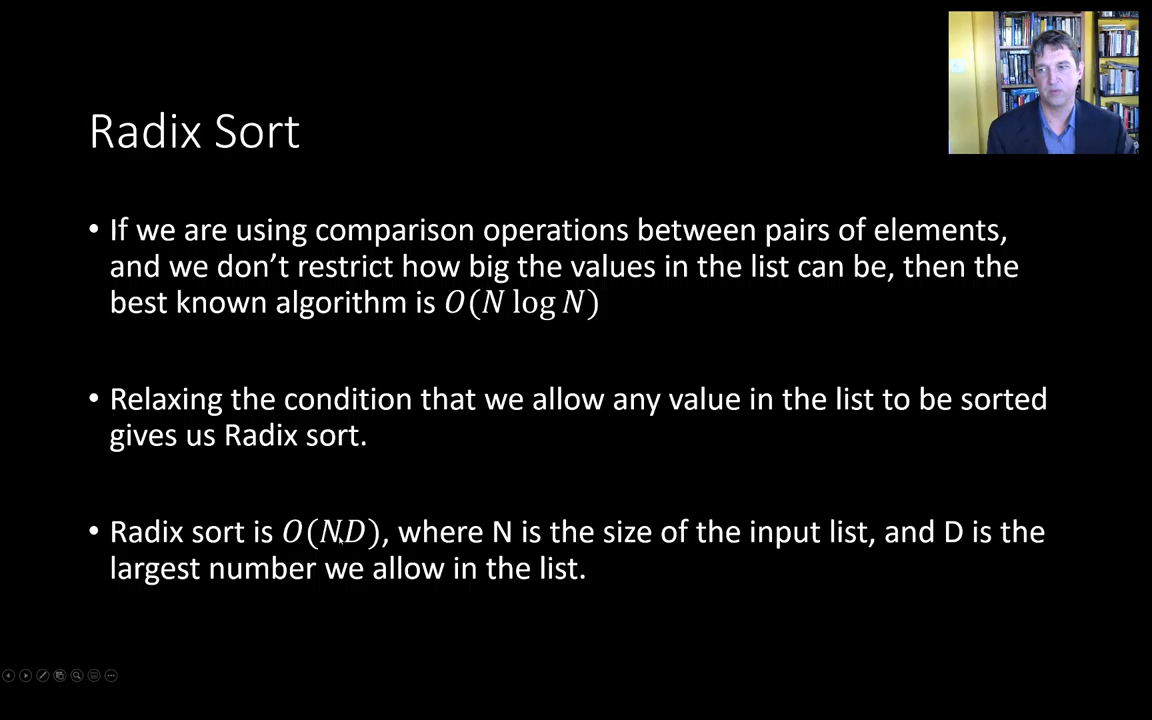 Radix Sort
• If we are using comparison operations between pairs of elements,
and we don't restrict how big the values in the list can be, then the
best known algorithm is O(N log N)
• Relaxing the condition that we allow any value in the list to be sorted
gives us Radix sort.
• Radix sort is O(ND), where N is the size of the input list, and D is the
largest number we allow in the list.